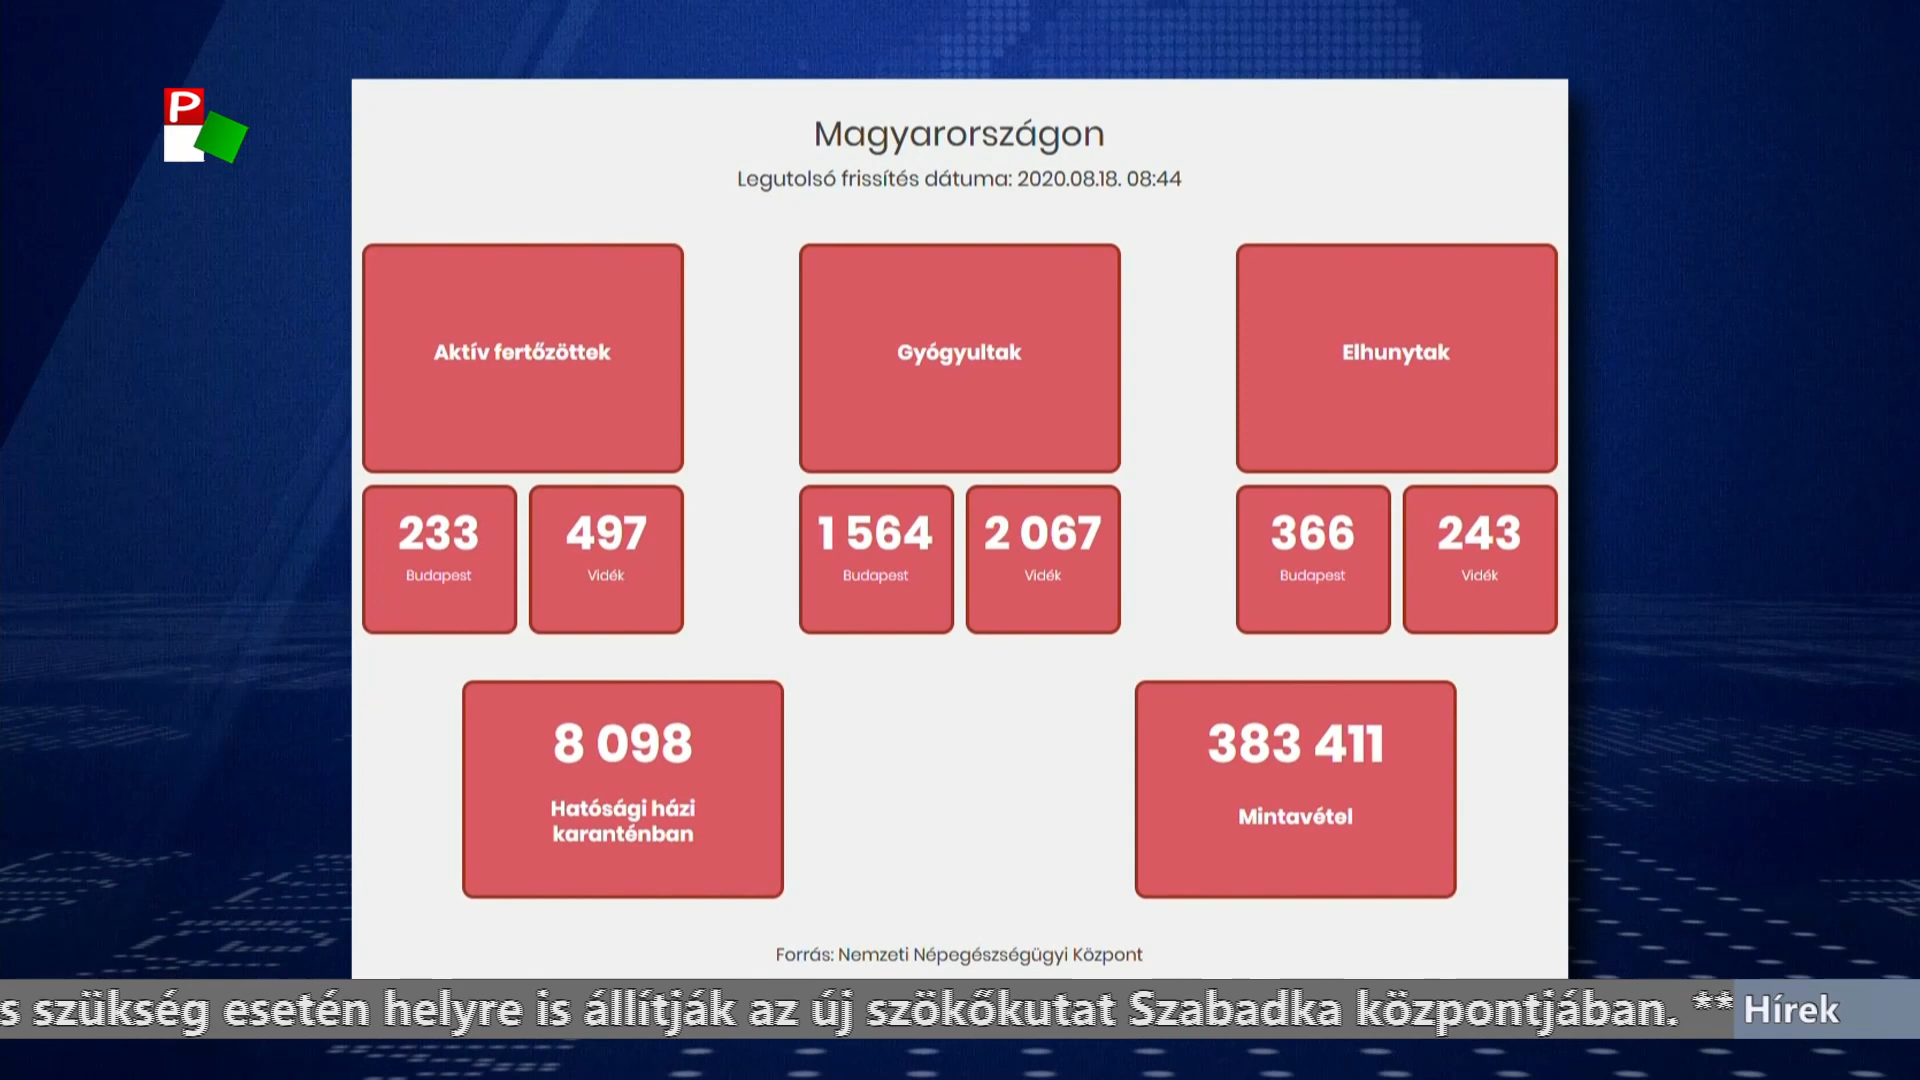 P
Magyarországon
Legutolsó frissítés dátuma: 2020.08.18. 08:44
Aktív fertőzöttek
Gyógyultak
Elhunytak
233
Budapest
497
Vidék
1 564
Budapest
2 067
Vidék
366
Budapest
243
Vidék
8 098
Hatósági házi
karanténban
383 411
Mintavétel
Forrás: Nemzeti Népegészségügyi Központ
s szükség esetén helyre is állítják az új szökőkutat Szabadka központjában. **
Hírek